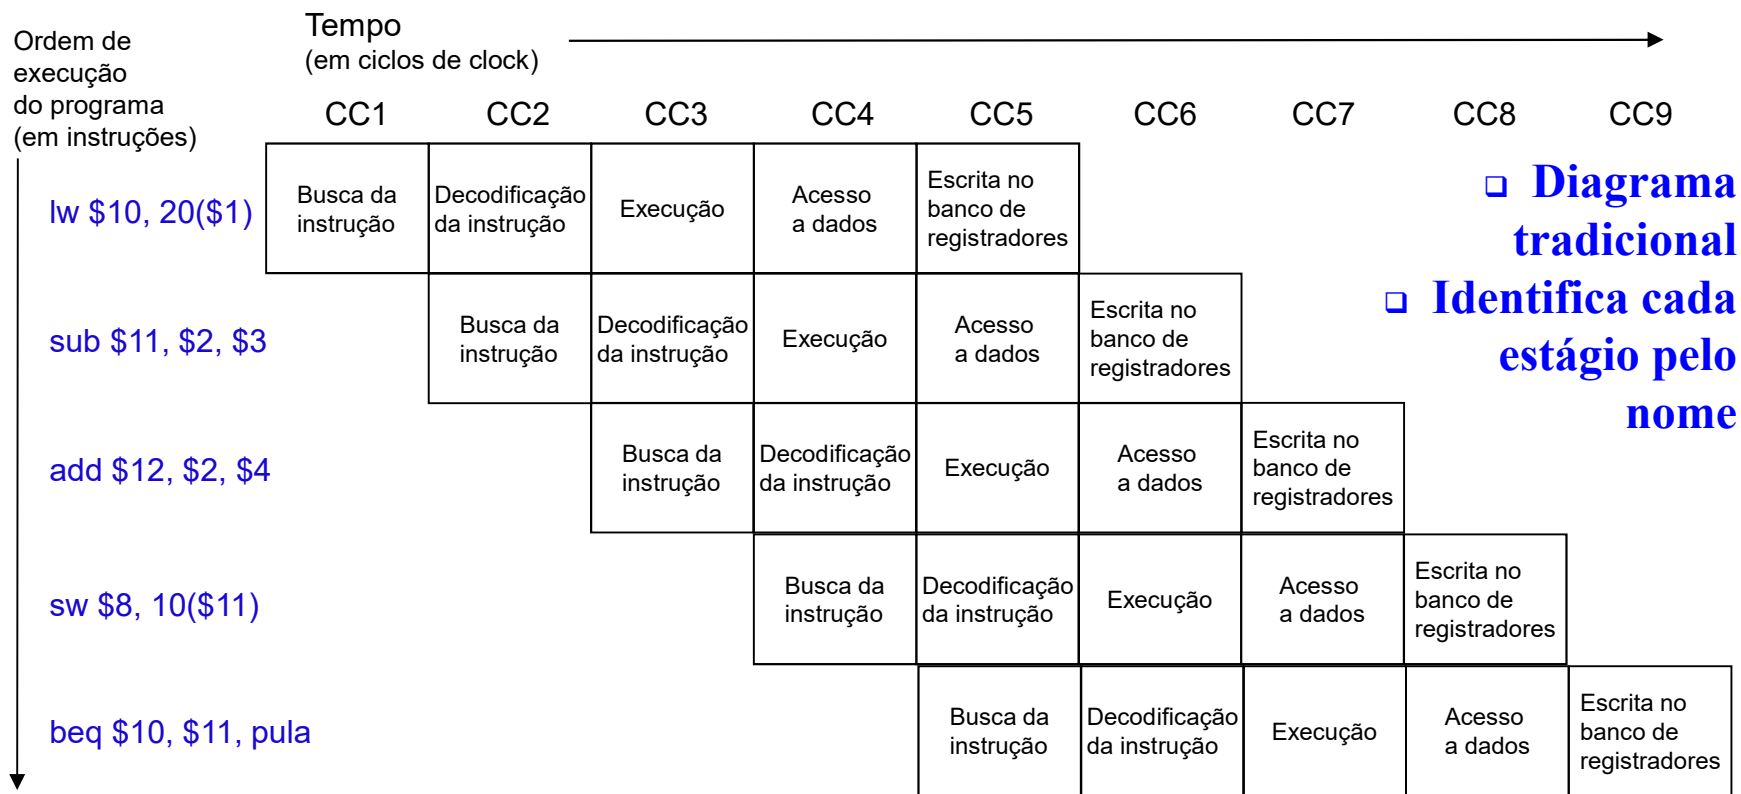 Ordem de
execução
do programa
(em instruções)
Tempo
(em ciclos de clock)
CC1 CC2 CC3 CC4 CC5 CC6 CC7 CC8 CC9
lw $10, 20($1)
Busca da
instrução
Decodificação
da instrução
Execução
Acesso
a dados
Escrita no
banco de
registradores
❑ Diagrama
tradicional
❑ Identifica cada
estágio pelo
nome
sub $11, $2, $3
Busca da
instrução
Decodificação
da instrução
Execução
Acesso
a dados
Escrita no
banco de
registradores
add $12, $2, $4
Busca da
instrução
Decodificação
da instrução
Execução
Acesso
a dados
Escrita no
banco de
registradores
sw $8, 10($11)
Busca da
instrução
Decodificação
da instrução
Execução
Acesso
a dados
Escrita no
banco de
registradores
beq $10, $11, pula
Busca da
instrução
Decodificação
da instrução
Execução
Acesso
a dados
Escrita no
banco de
registradores